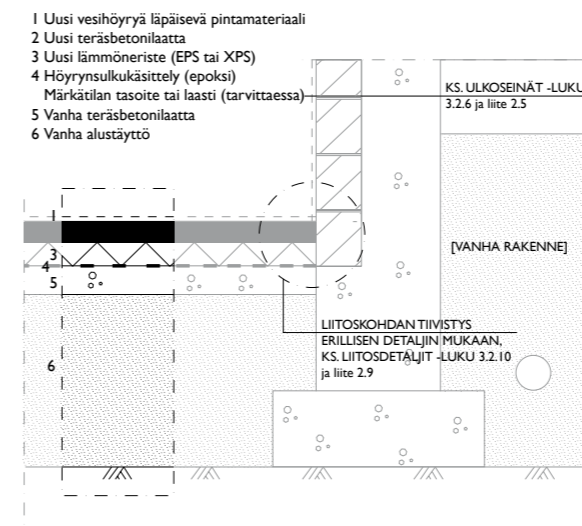 1 Uusi vesihöyryä läpäisevä pintamateriaali
2 Uusi teräsbetonilaatta
3 Uusi lämmöneriste (EPS tai XPS)
4 Höyrynsulkukäsittely (epoksi)
Märkätilan tasoite tai laasti (tarvittaessa)
5 Vanha teräsbetonilaatta
6 Vanha alustäyttö
KS. ULKOSEINÄT -LUKU
3.2.6 ja liite 2.5
1
3
4
5
6
[VANHA RAKENNE]
LIITOSKOHDAN TIIVISTYS
ERILLISEN DETALJIN MUKAAN,
KS. LIITOSDETALJIT -LUKU 3.2.10
ja liite 2.9